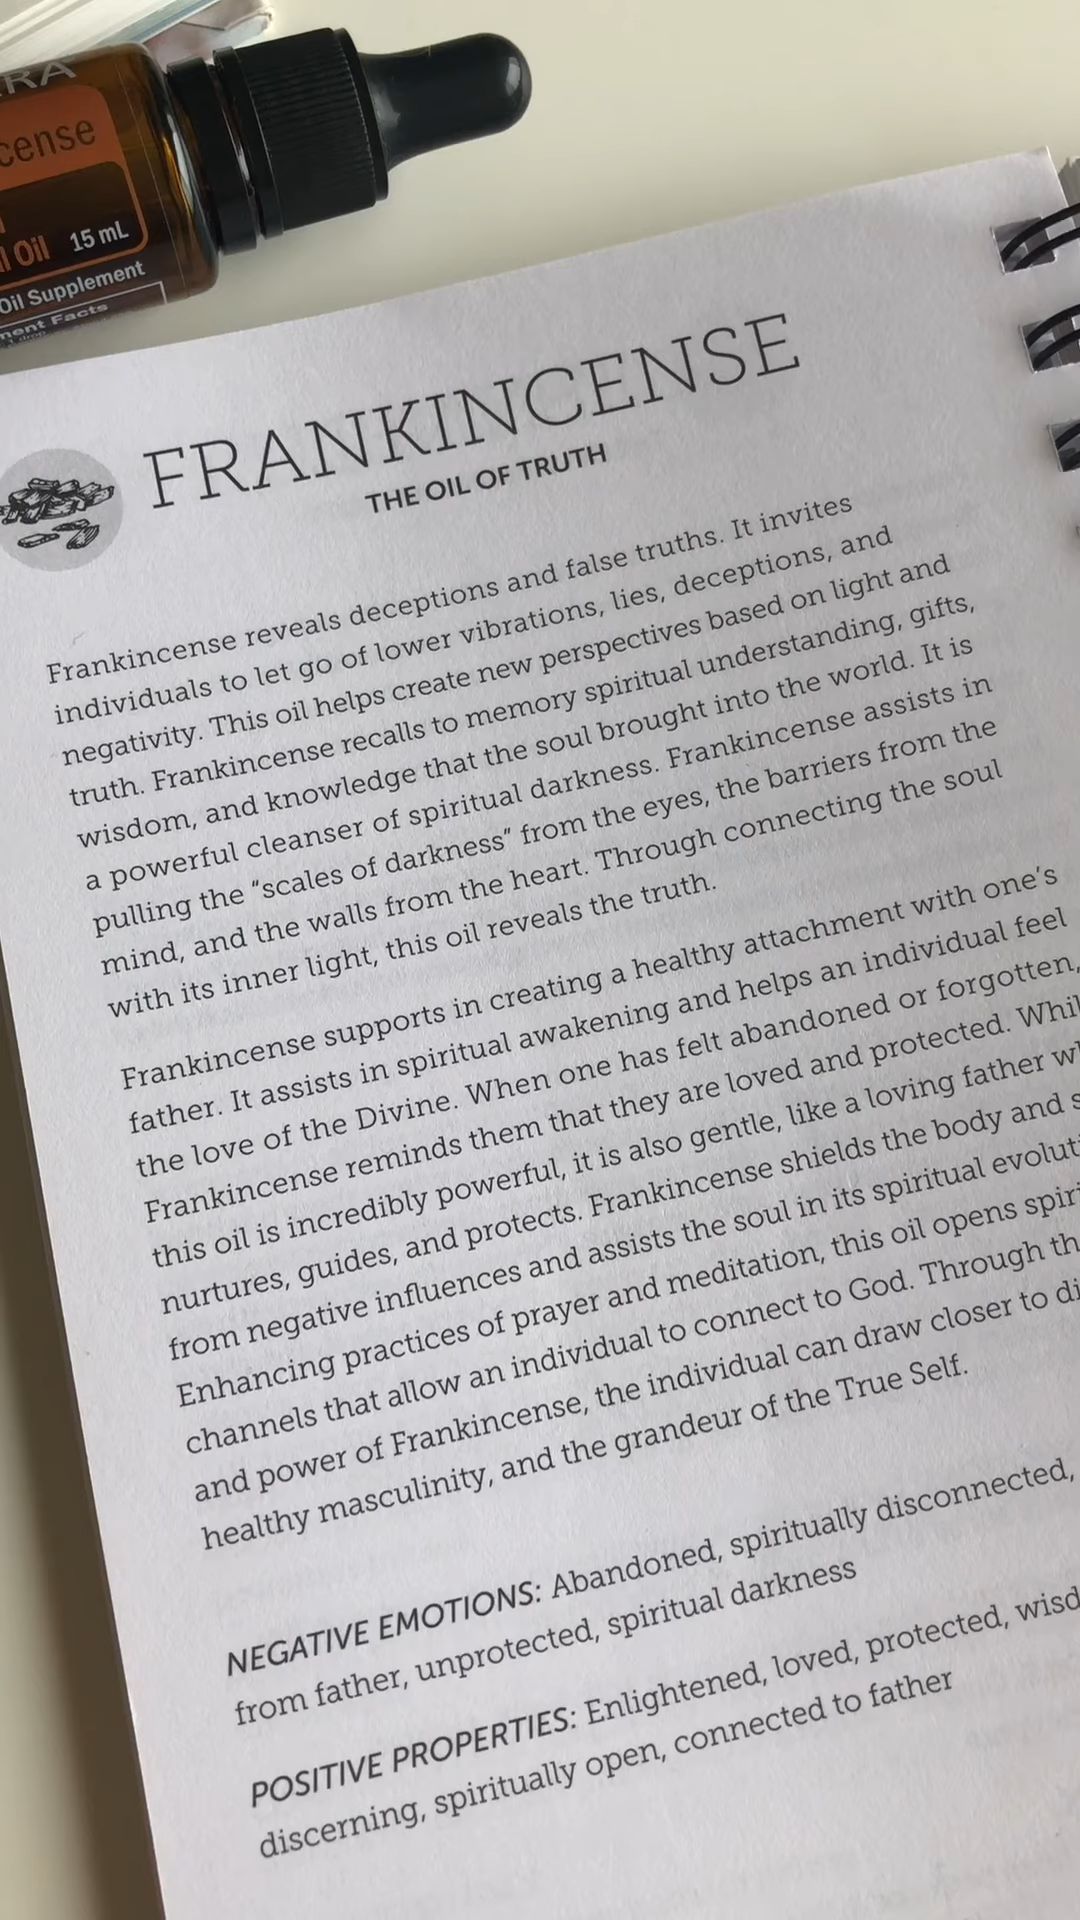 15 mL
Oil Supplement
FRANKINCENSE
THE OIL OF TRUTH
Frankincense reveals deceptions and false truths. It invites
individuals to let go of lower vibrations, lies, deceptions, and
negativity. This oil helps create new perspectives based on light and
truth. Frankincense recalls to memory spiritual understanding, gifts,
wisdom, and knowledge that the soul brought into the world. It is
a powerful cleanser of spiritual darkness. Frankincense assists in
pulling the "scales of darkness" from the eyes, the barriers from the
mind, and the walls from the heart. Through connecting the soul
with its inner light, this oil reveals the truth.
Frankincense supports in creating a healthy attachment with one's
father. It assists in spiritual awakening and helps an individual feel
the love of the Divine. When one has felt abandoned or forgotten,
Frankincense reminds them that they are loved and protected.
this oil is incredibly powerful, it is also gentle, like a loving father
nurtures, guides, and protects. Frankincense shields the body and
from negative influences and assists the soul in its spiritual
Enhancing practices of prayer and meditation, this oil opens
channels that allow an individual to connect to God. Through
and power of Frankincense, the individual can draw closer to
healthy masculinity, and the grandeur of the True Self.
NEGATIVE EMOTIONS: Abandoned, spiritually disconnected,
from father, unprotected, spiritual darkness
POSITIVE PROPERTIES: Enlightened, loved, protected,
discerning, spiritually open, connected to father